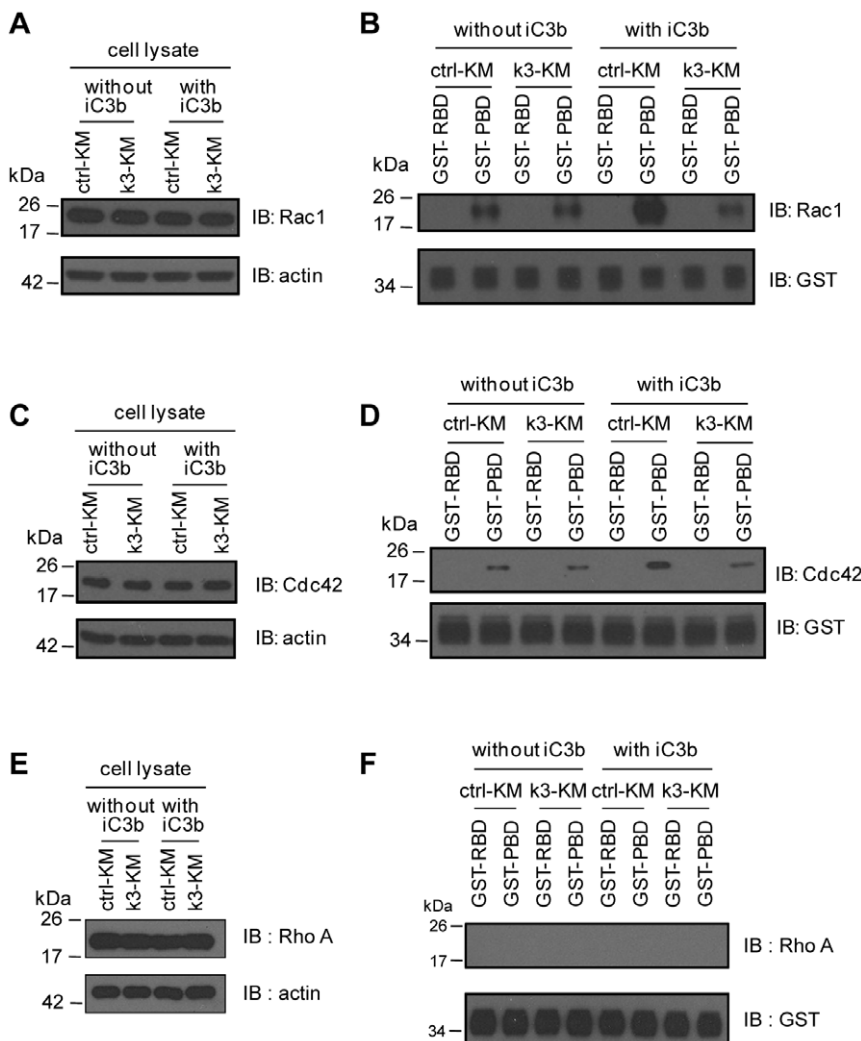 A
cell lysate
without iC3b
with iC3b
ctrl-KM
k3-KM
ctrl-KM
k3-KM
kDa
26
17
IB: Rac1
42
IB: actin
B
without iC3b
with iC3b
ctrl-KM
k3-KM
ctrl-KM
k3-KM
GST-RBD
GST-PBD
GST-RBD
GST-PBD
GST-RBD
GST-PBD
GST-RBD
GST-PBD
kDa
26
17
IB: Rac1
34
IB: GST
C
cell lysate
without iC3b
with iC3b
ctrl-KM
k3-KM
ctrl-KM
k3-KM
kDa
26
17
IB: Cdc42
42
IB: actin
D
without iC3b
with iC3b
ctrl-KM
k3-KM
ctrl-KM
k3-KM
GST-RBD
GST-PBD
GST-RBD
GST-PBD
GST-RBD
GST-PBD
GST-RBD
GST-PBD
kDa
26
17
IB: Cdc42
34
IB: GST
E
cell lysate
without iC3b
with iC3b
ctrl-KM
k3-KM
ctrl-KM
k3-KM
kDa
26
17
IB : Rho A
42
IB : actin
F
without iC3b
with iC3b
ctrl-KM
k3-KM
ctrl-KM
k3-KM
GST-RBD
GST-PBD
GST-RBD
GST-PBD
GST-RBD
GST-PBD
GST-RBD
GST-PBD
kDa
26
17
IB : Rho A
34
IB : GST